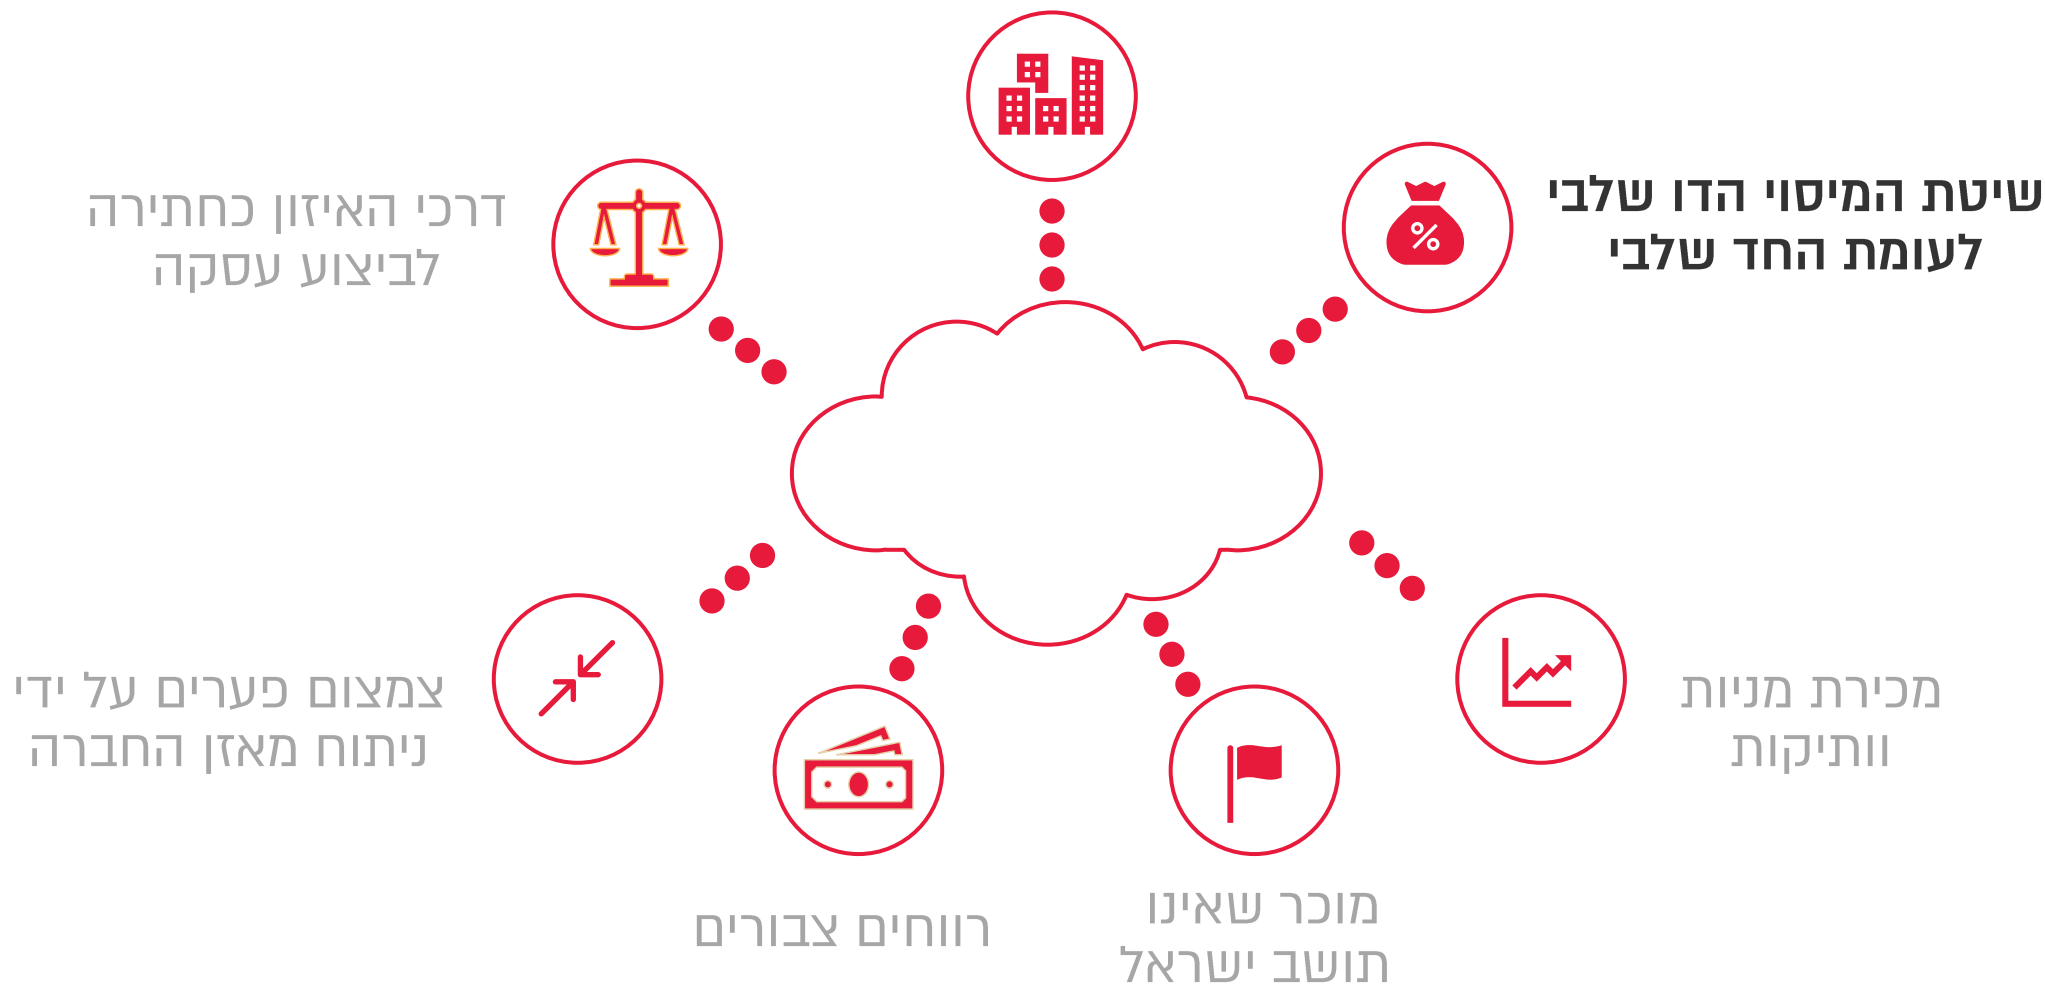 שיטת המיסוי הדו שלבי
לעומת החד שלבי
מכירת מניות
וותיקות
מוכר שאינו
תושב ישראל
רווחים צבורים
צמצום פערים על ידי
ניתוח מאזן החברה
דרכי האיזון כחתירה
לביצוע עסקה